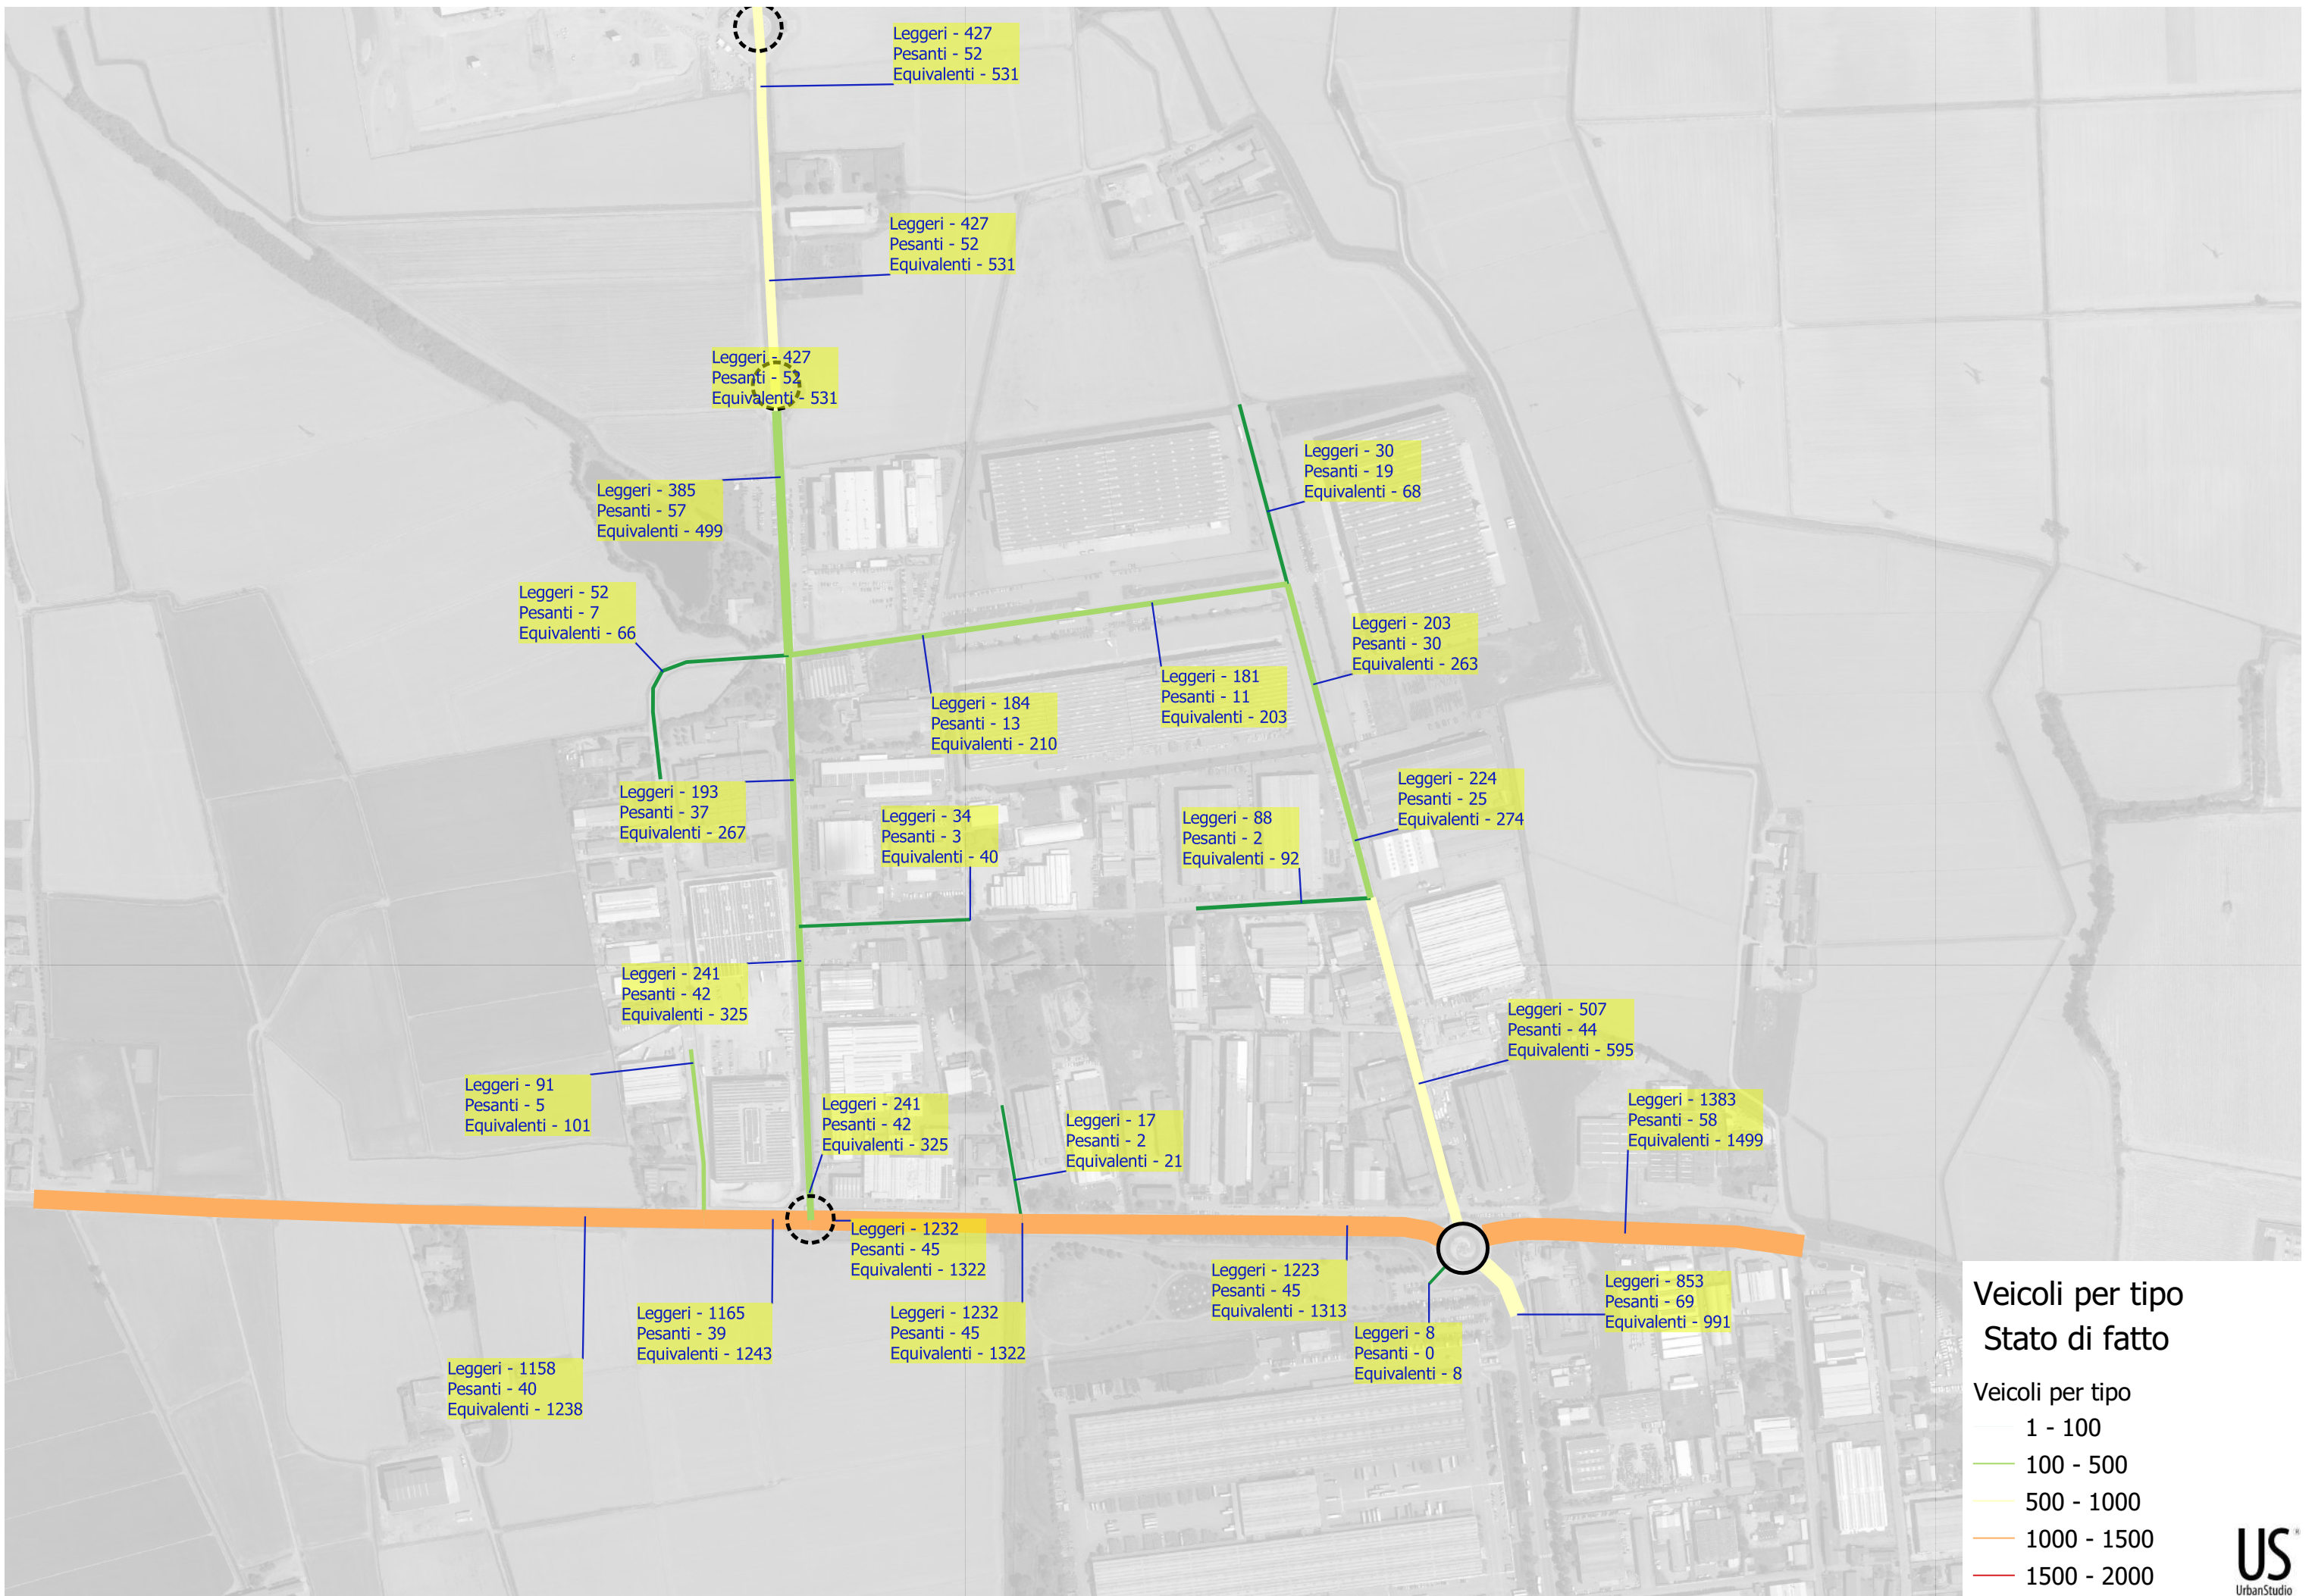 Leggeri - 427
Pesanti - 52
Equivalenti - 531
Leggeri - 427
Pesanti - 52
Equivalenti - 531
Leggeri - 427
Pesanti - 52
Equivalenti - 531
Leggeri - 30
Pesanti - 19
Equivalenti - 68
Leggeri - 385
Pesanti - 57
Equivalenti - 499
Leggeri - 52
Pesanti - 7
Equivalenti - 66
Leggeri - 203
Pesanti - 30
Equivalenti - 263
Leggeri - 181
Pesanti - 11
Equivalenti - 203
Leggeri - 184
Pesanti - 13
Equivalenti - 210
Leggeri - 193
Pesanti - 37
Equivalenti - 267
Leggeri - 34
Pesanti - 3
Equivalenti - 40
Leggeri - 88
Pesanti - 2
Equivalenti - 92
Leggeri - 224
Pesanti - 25
Equivalenti - 274
Leggeri - 241
Pesanti - 42
Equivalenti - 325
Leggeri - 507
Pesanti - 44
Equivalenti - 595
Leggeri - 91
Pesanti - 5
Equivalenti - 101
Leggeri - 241
Pesanti - 42
Equivalenti - 325
Leggeri - 17
Pesanti - 2
Equivalenti - 21
Leggeri - 1383
Pesanti - 58
Equivalenti - 1499
Leggeri - 1232
Pesanti - 45
Equivalenti - 1322
Leggeri - 1158
Pesanti - 40
Equivalenti - 1238
Leggeri - 1165
Pesanti - 39
Equivalenti - 1243
Leggeri - 1232
Pesanti - 45
Equivalenti - 1322
Leggeri - 1223
Pesanti - 45
Equivalenti - 1313
Leggeri - 8
Pesanti - 0
Equivalenti - 8
Leggeri - 853
Pesanti - 69
Equivalenti - 991
Veicoli per tipo
Stato di fatto
Veicoli per tipo
1 - 100
100 - 500
500 - 1000
1000 - 1500
1500 - 2000
US
UrbanStudio